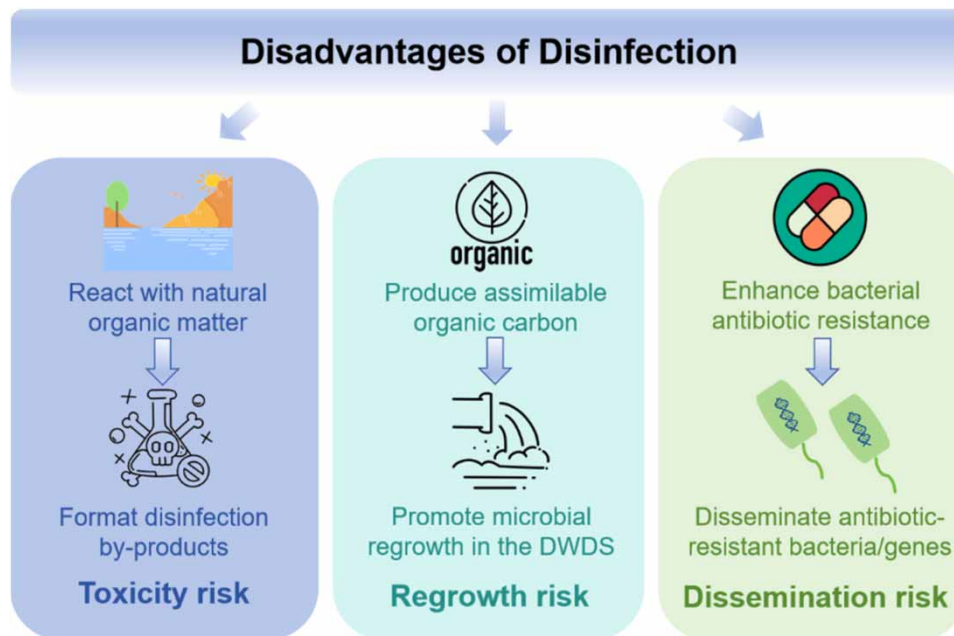 Disadvantages of Disinfection
React with natural
organic matter
Format disinfection
by-products
Toxicity risk
organic
Produce assimilable
organic carbon
Promote microbial
regrowth in the DWDS
Regrowth risk
Enhance bacterial
antibiotic resistance
Disseminate antibiotic-
resistant bacteria/genes
Dissemination risk